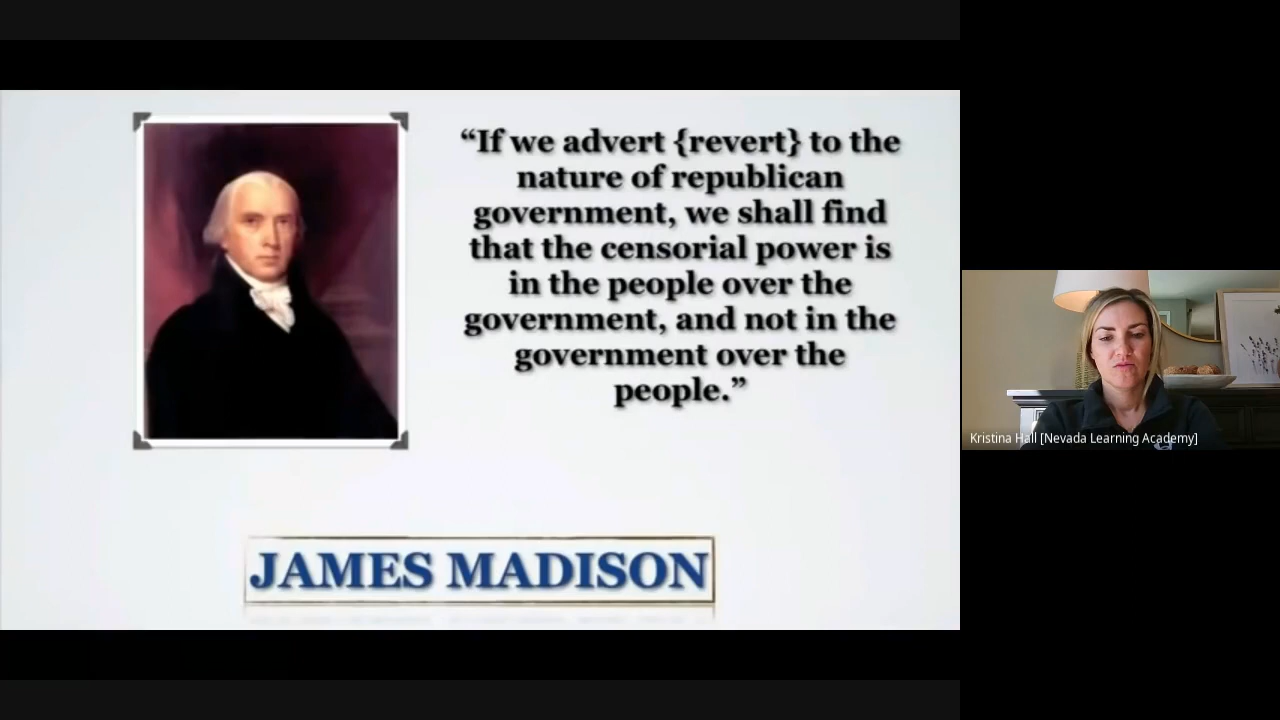 “If we advert {revert} to the
nature of republican
government, we shall find
that the censorial power is
in the people over the
government, and not in the
government over the
people.”
JAMES MADISON
Kristina Hall [Nevada Learning Academy]